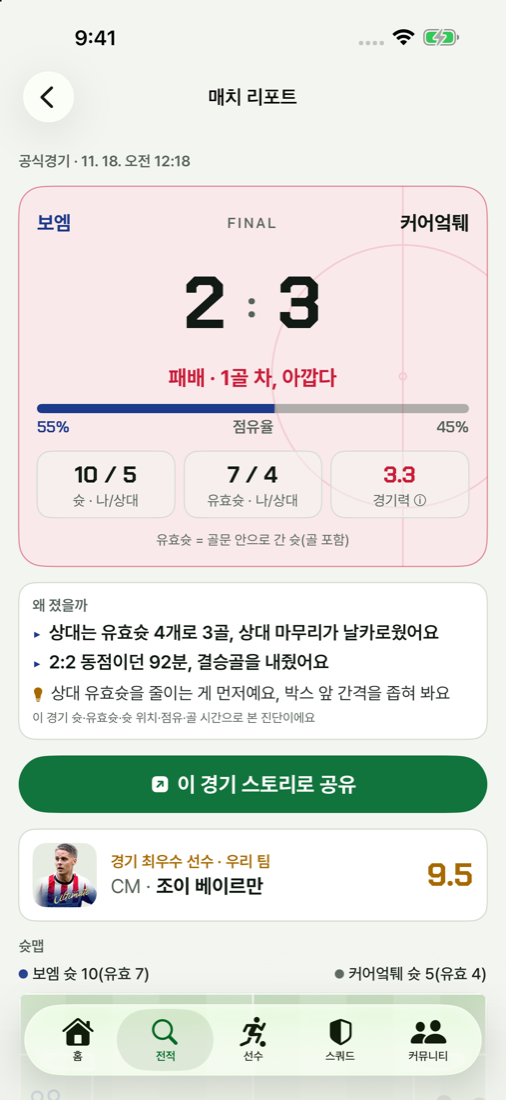 9:41
매치 리포트
공식경기 · 11. 18. 오전 12:18
보엠 FINAL 커어엌퉤
2 : 3
패배 · 1골 차, 아깝다
55% 점유율 45%
10 / 5 7 / 4 3.3
슛 · 나/상대 유효슛 · 나/상대 경기력 ⓘ
유효슛 = 골문 안으로 간 슛(골 포함)
왜 졌을까
▸ 상대는 유효슛 4개로 3골, 상대 마무리가 날카로웠어요
▸ 2:2 동점이던 92분, 결승골을 내줬어요
상대 유효슛을 줄이는 게 먼저예요, 박스 앞 간격을 좁혀 봐요
이 경기 슛·유효슛·슛 위치·점유·골 시간으로 본 진단이에요
이 경기 스토리로 공유
경기 최우수 선수 · 우리 팀
CM · 조이 베이르만
9.5
Ultimate
슛맵
보엠 슛 10(유효 7) 커어엌퉤 슛 5(유효 4)
홈 전적 선수 스쿼드 커뮤니티